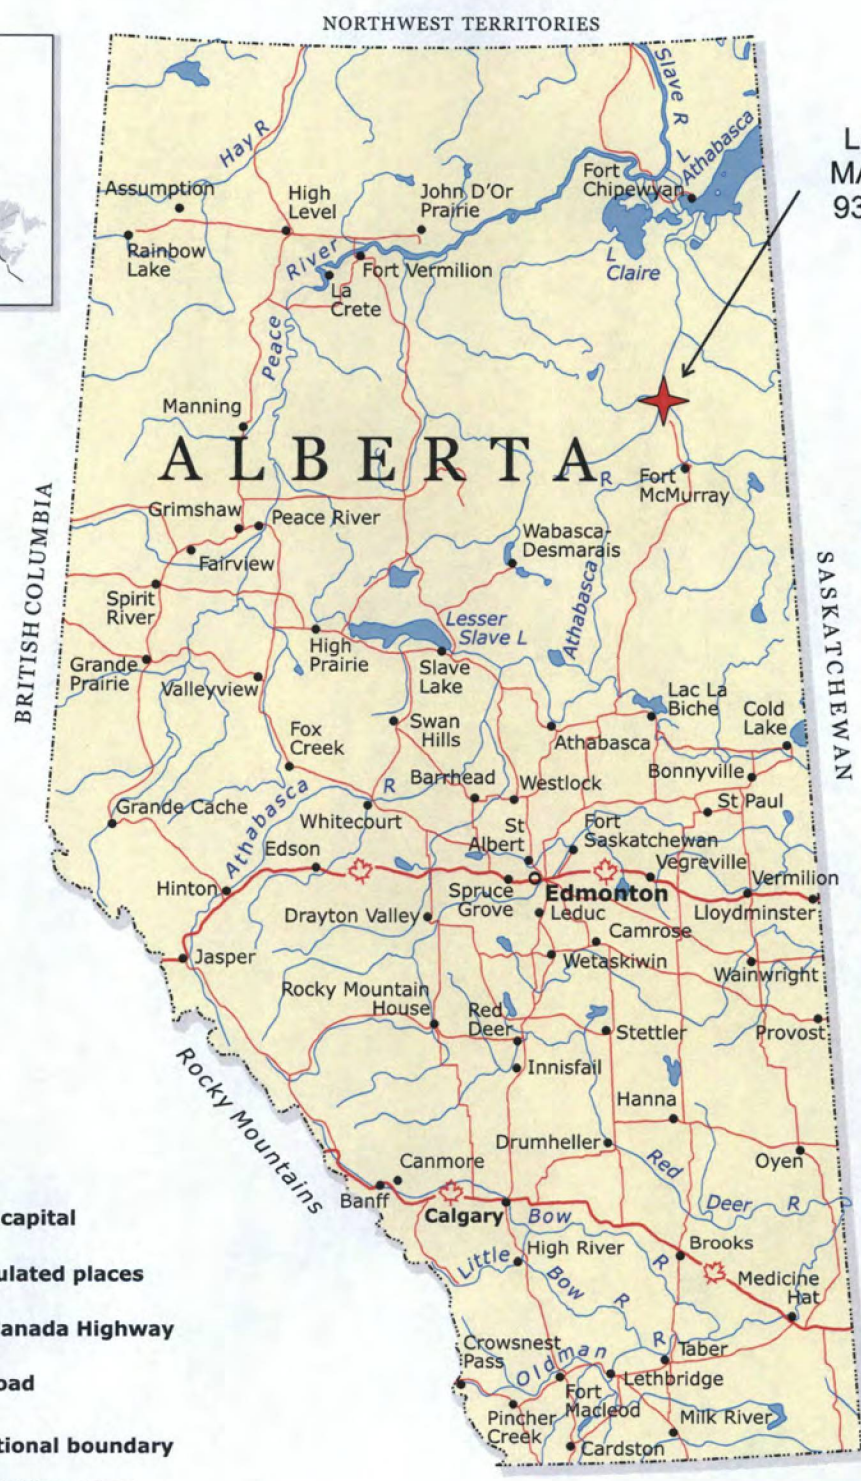 NORTHWEST TERRITORIES
Slave R
Hay R
L Athabasca
L
MA
93
Fort
Chipewyan
Assumption
High
Level
John D'Or
Prairie
Rainbow
Lake
River
Fort Vermilion
L
Claire
La
Crete
Peace
Manning
ALBERTA
R
Fort
McMurray
BRITISH COLUMBIA
Grimshaw
Peace River
Wabasca-
Desmarais
Fairview
SASKATCHEWAN
Athabasca
Spirit
River
Lesser
Slave L
High
Prairie
Grande
Prairie
Slave
Lake
Valleyview
Lac La
Biche
Cold
Lake
Swan
Hills
Fox
Creek
Athabasca
Bonnyville
Barrhead
Westlock
R
Athabasca
St Paul
Grande Cache
Whitecourt
St
Albert
Fort
Saskatchewan
Edson
Vegreville
Vermilion
Hinton
Spruce
Grove
Edmonton
Leduc
Lloydminster
Drayton Valley
Camrose
Jasper
Wetaskiwin
Wainwright
Rocky Mountain
House
Red
Deer
Stettler
Provost
Innisfail
Rocky Mountains
Hanna
Drumheller
Red
Oyen
Canmore
Banff
Deer R
capital
Calgary
Bow
High River
Little
Brooks
R
ulated places
Bow
R
Medicine
Hat
anada Highway
Crowsnest
Pass
Oldman
R
Taber
oad
Lethbridge
Fort
Macleod
Pincher
Creek
Milk River
tional boundary
Cardston